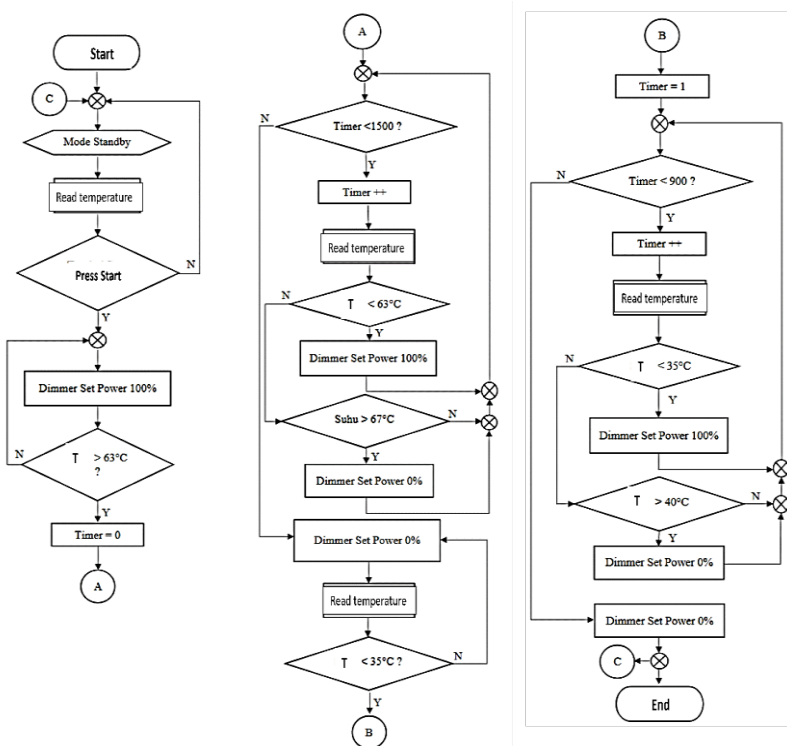 Start
C
Mode Standby
Read temperature
Press Start
N
Y
Dimmer Set Power 100%
T > 63°C
?
N
Y
Timer = 0
A
A
Timer <1500 ?
N
Y
Timer ++
Read temperature
T < 63°C
N
Y
Dimmer Set Power 100%
Suhu > 67°C
N
Y
Dimmer Set Power 0%
Dimmer Set Power 0%
Read temperature
T < 35°C ?
N
Y
B
B
Timer = 1
Timer < 900 ?
N
Y
Timer ++
Read temperature
T < 35°C
N
Y
Dimmer Set Power 100%
T > 40°C
N
Y
Dimmer Set Power 0%
Dimmer Set Power 0%
C
End